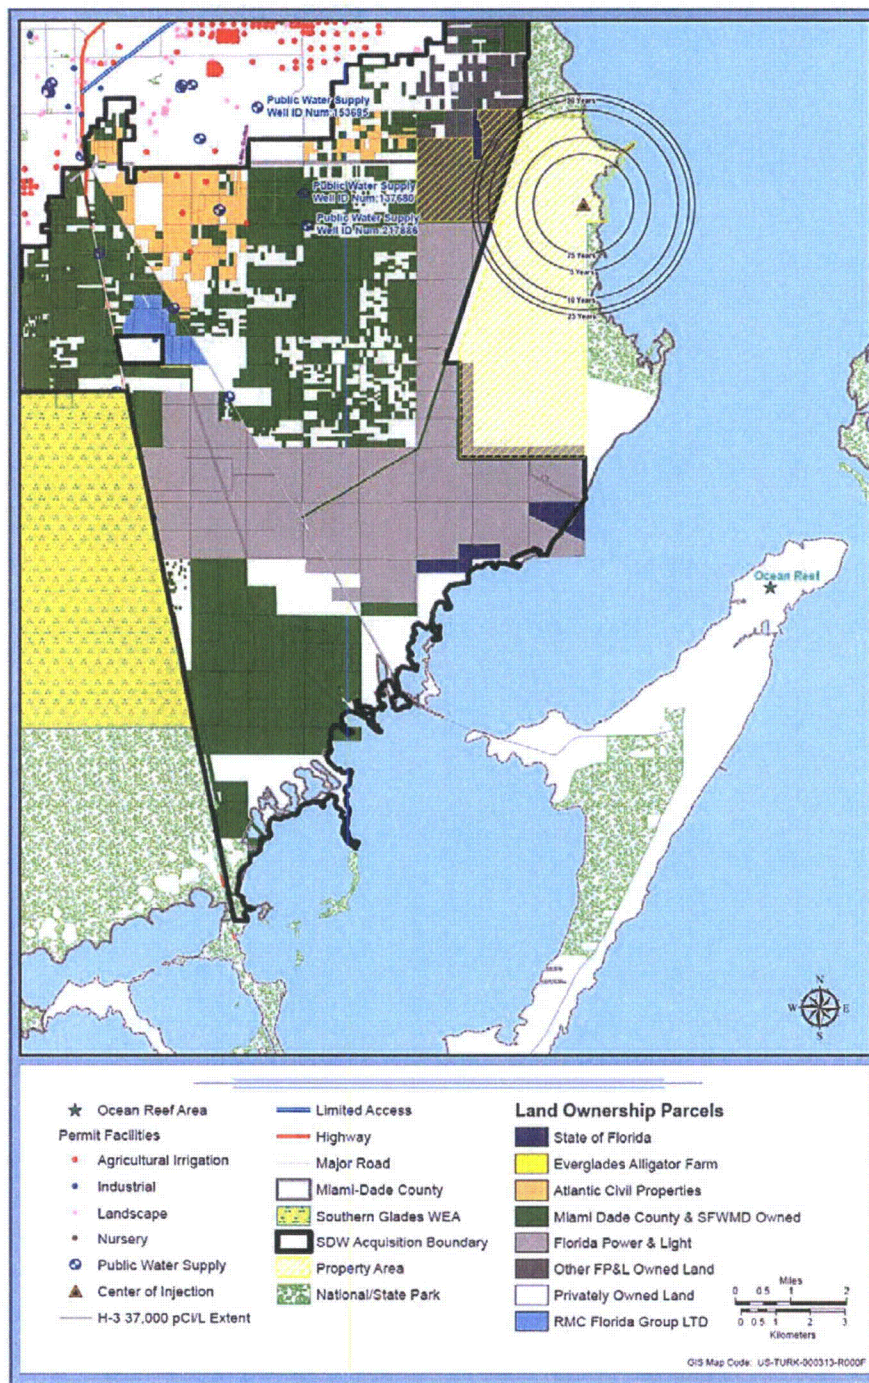 Public Water Supply
Well ID Num:153685
Public Water Supply
Well ID Num:137680
Public Water Supply
Well ID Num:217886
25 Years
5 Years
10 Years
25 Years
Ocean Reef
N
W E
S
Ocean Reef Area
Permit Facilities
Agricultural Irrigation
Industrial
Landscape
Nursery
Public Water Supply
Center of Injection
H-3 37,000 pCi/L Extent
Limited Access
Highway
Major Road
Miami-Dade County
Southern Glades WEA
SDW Acquisition Boundary
Property Area
National/State Park
Land Ownership Parcels
State of Florida
Everglades Alligator Farm
Atlantic Civil Properties
Miami Dade County & SFWMD Owned
Florida Power & Light
Other FP&L Owned Land
Privately Owned Land
RMC Florida Group LTD
Miles
0 0.5 1 2
0 0.5 1 2 3
Kilometers
GIS Map Code: US-TURK-000313-R000F